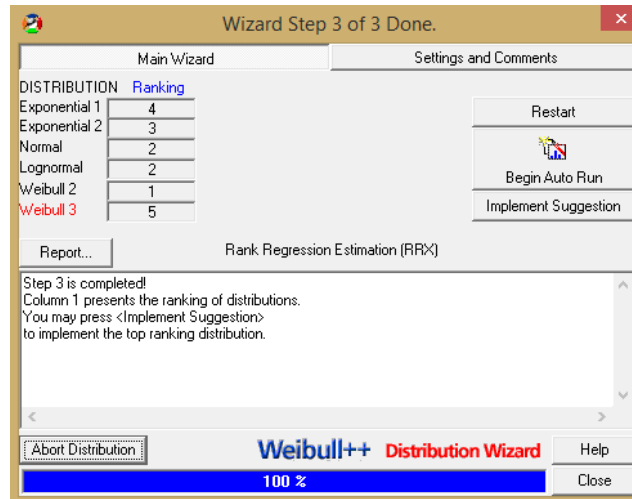 Wizard Step 3 of 3 Done.
Main Wizard
Settings and Comments
DISTRIBUTION Ranking
Exponential 1 4
Exponential 2 3
Normal 2
Lognormal 2
Weibull 2 1
Weibull 3 5
Restart
Begin Auto Run
Implement Suggestion
Report...
Rank Regression Estimation (RRX)
Step 3 is completed!
Column 1 presents the ranking of distributions.
You may press <Implement Suggestion>
to implement the top ranking distribution.
Abort Distribution
Weibull++ Distribution Wizard
Help
100 %
Close